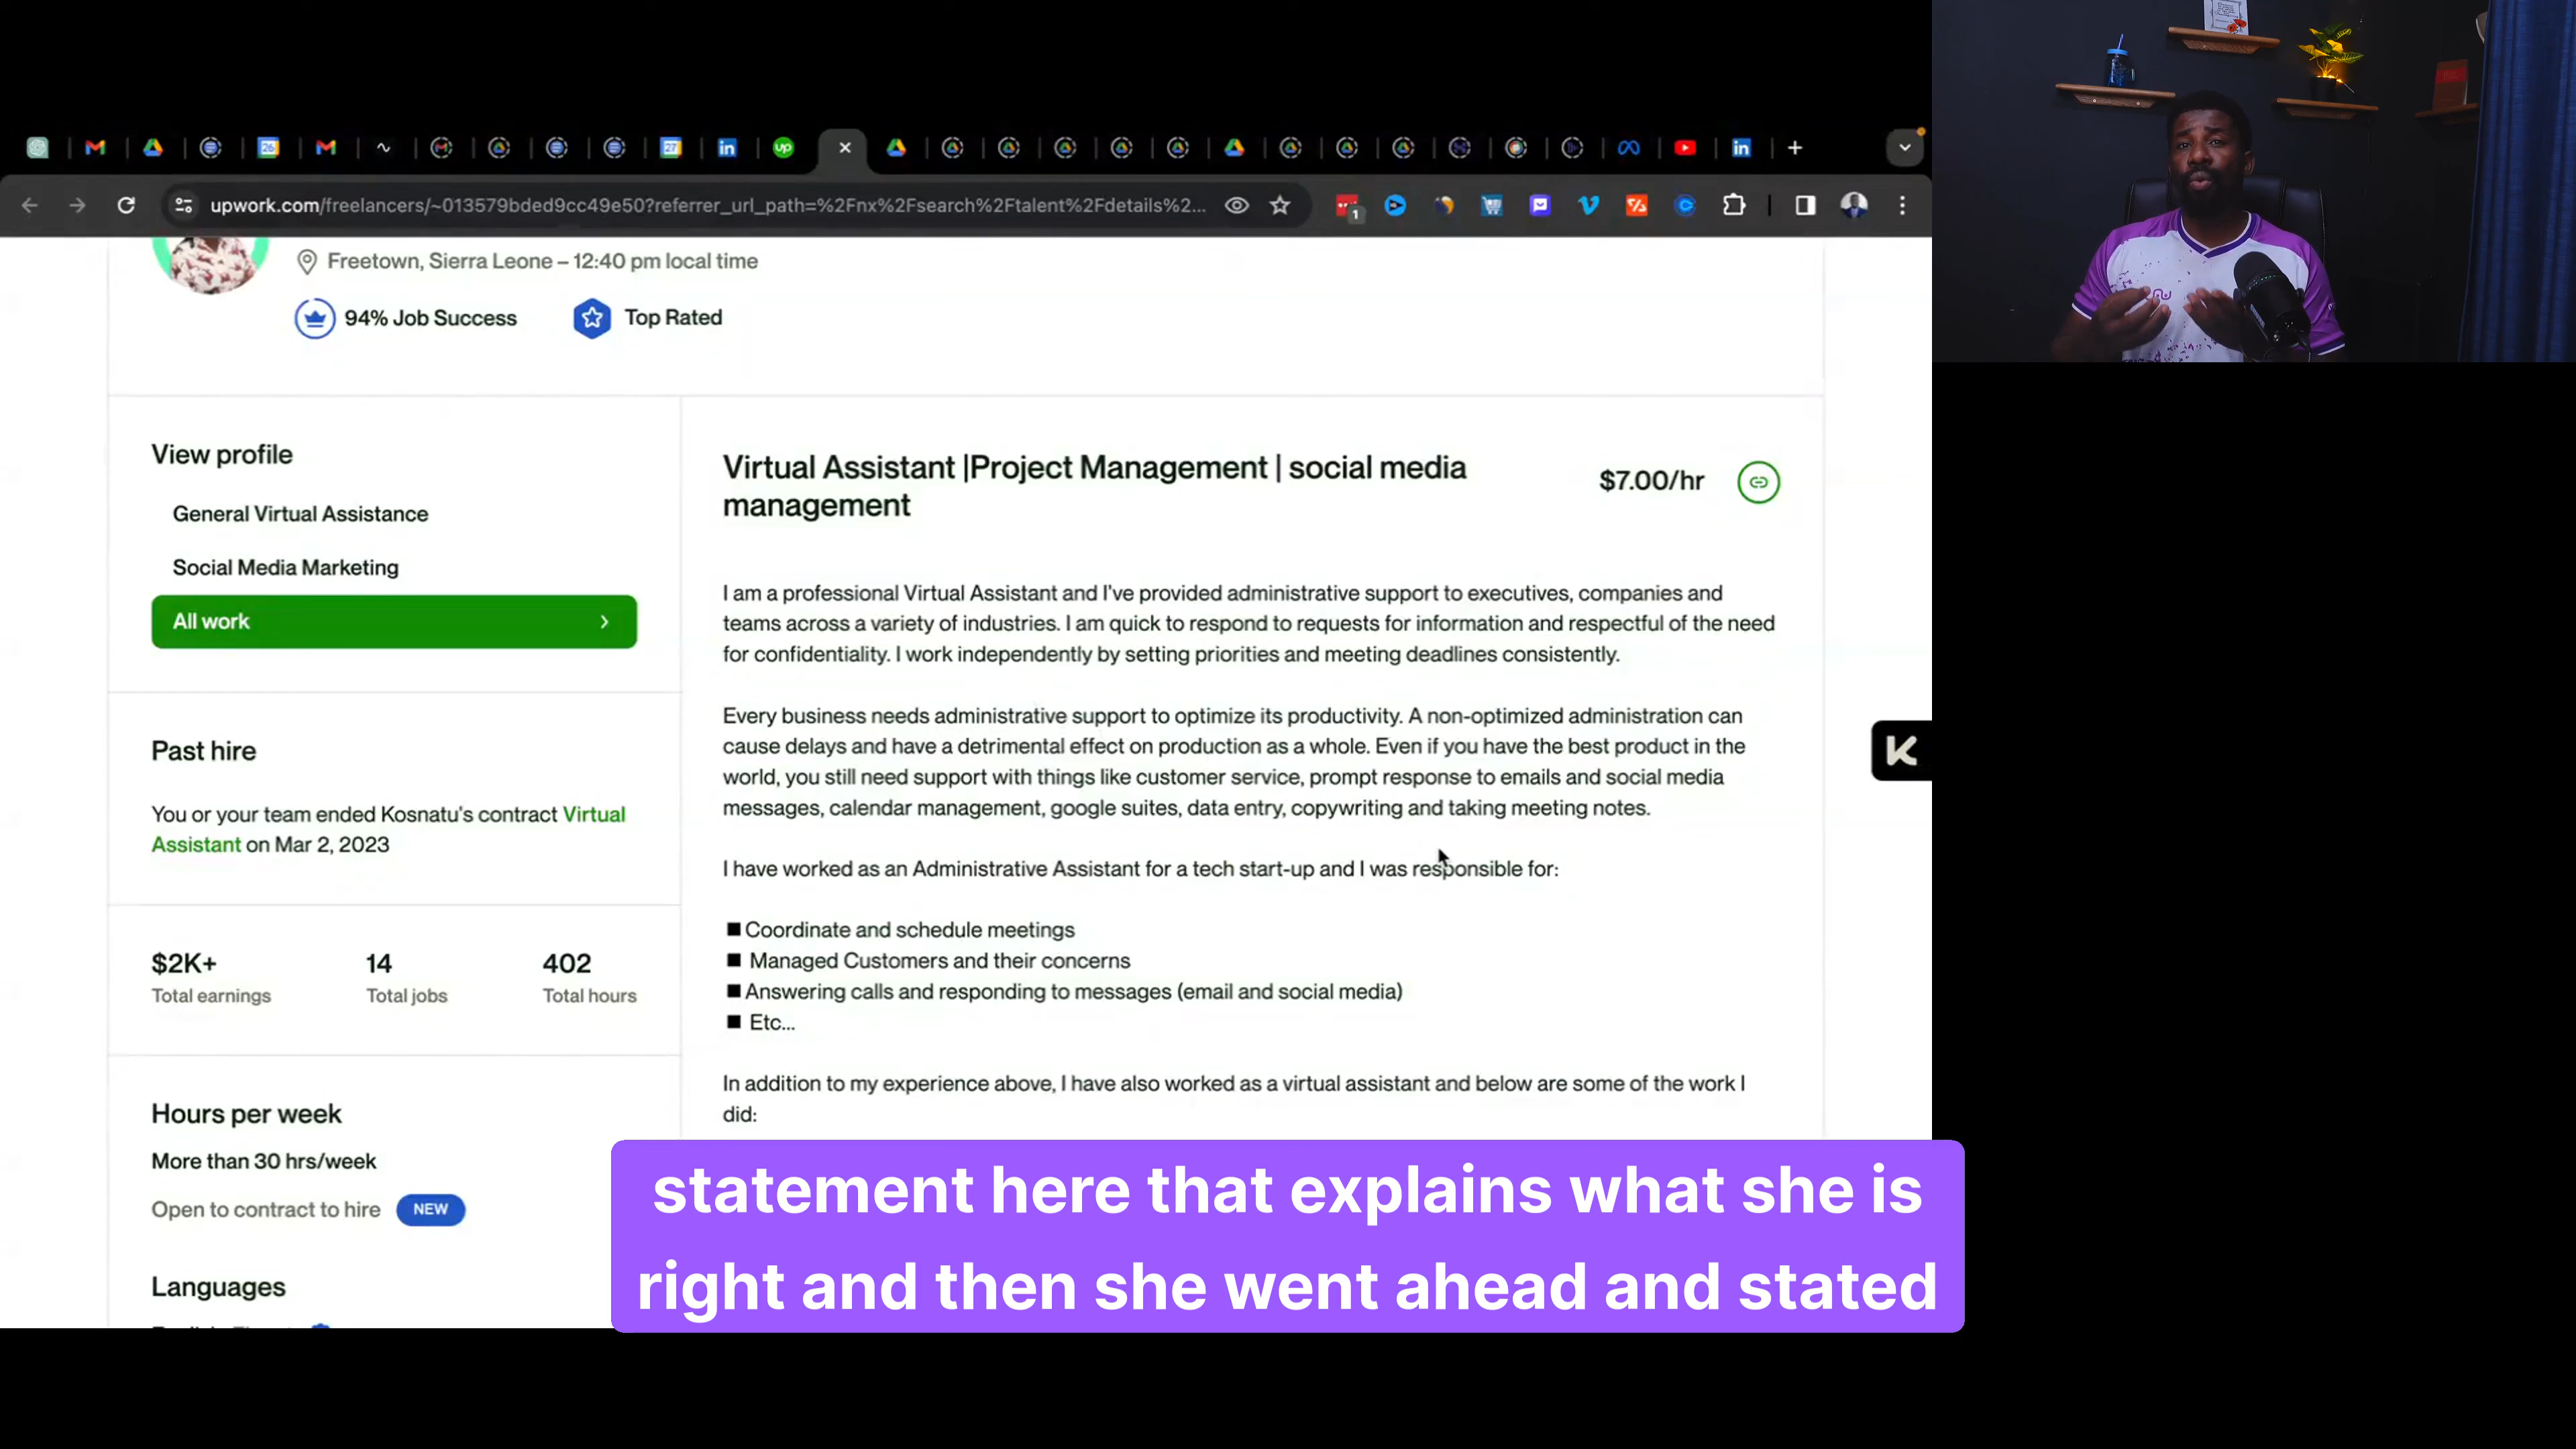 upwork.com/freelancers/~013579bded9cc49e50?referrer_url_path=%2Fnx%2Fsearch%2Ftalent%2Fdetails%2...
Freetown, Sierra Leone – 12:40 pm local time
94% Job Success
Top Rated
View profile
General Virtual Assistance
Social Media Marketing
All work
Past hire
You or your team ended Kosnatu's contract Virtual
Assistant on Mar 2, 2023
$2K+
Total earnings
14
Total jobs
402
Total hours
Hours per week
More than 30 hrs/week
Open to contract to hire NEW
Languages
Virtual Assistant |Project Management | social media
management
$7.00/hr
I am a professional Virtual Assistant and I've provided administrative support to executives, companies and
teams across a variety of industries. I am quick to respond to requests for information and respectful of the need
for confidentiality. I work independently by setting priorities and meeting deadlines consistently.
Every business needs administrative support to optimize its productivity. A non-optimized administration can
cause delays and have a detrimental effect on production as a whole. Even if you have the best product in the
world, you still need support with things like customer service, prompt response to emails and social media
messages, calendar management, google suites, data entry, copywriting and taking meeting notes.
I have worked as an Administrative Assistant for a tech start-up and I was responsible for:
■ Coordinate and schedule meetings
■ Managed Customers and their concerns
■ Answering calls and responding to messages (email and social media)
■ Etc...
In addition to my experience above, I have also worked as a virtual assistant and below are some of the work I
did:
K
statement here that explains what she is
right and then she went ahead and stated